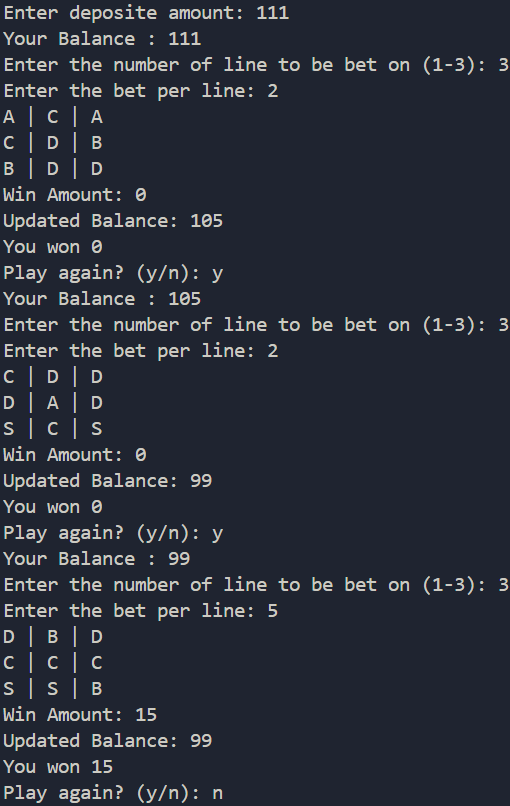 Enter deposite amount: 111
Your Balance : 111
Enter the number of line to be bet on (1-3): 3
Enter the bet per line: 2
A | C | A
C | D | B
B | D | D
Win Amount: 0
Updated Balance: 105
You won 0
Play again? (y/n): y
Your Balance : 105
Enter the number of line to be bet on (1-3): 3
Enter the bet per line: 2
C | D | D
D | A | D
S | C | S
Win Amount: 0
Updated Balance: 99
You won 0
Play again? (y/n): y
Your Balance : 99
Enter the number of line to be bet on (1-3): 3
Enter the bet per line: 5
D | B | D
C | C | C
S | S | B
Win Amount: 15
Updated Balance: 99
You won 15
Play again? (y/n): n